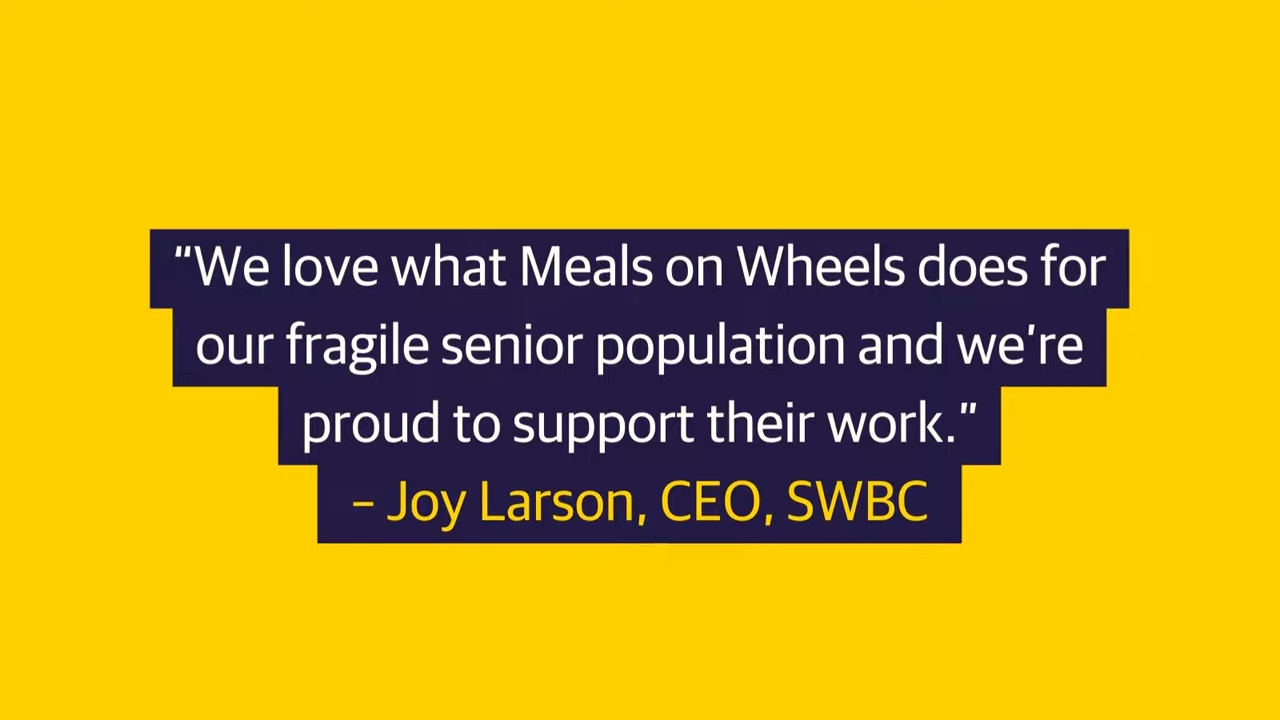 “We love what Meals on Wheels does for
our fragile senior population and we’re
proud to support their work.”
– Joy Larson, CEO, SWBC